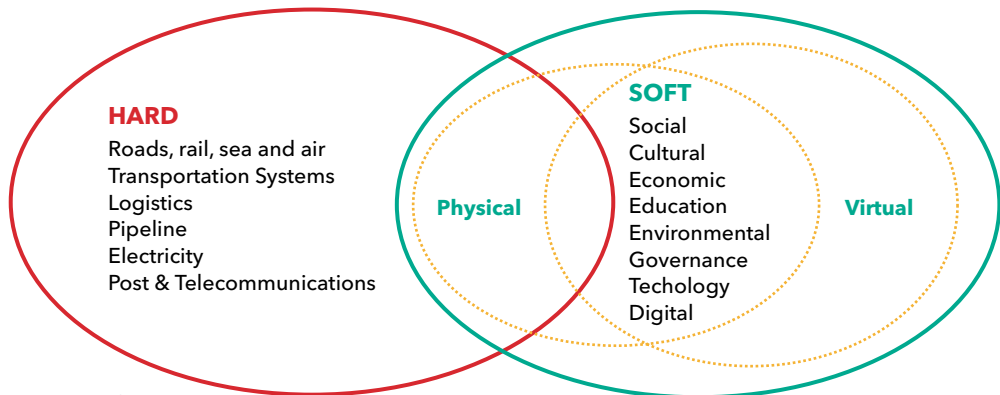 HARD
Roads, rail, sea and air
Transportation Systems
Logistics
Pipeline
Electricity
Post & Telecommunications
Physical
SOFT
Social
Cultural
Economic
Education
Environmental
Governance
Techology
Digital
Virtual